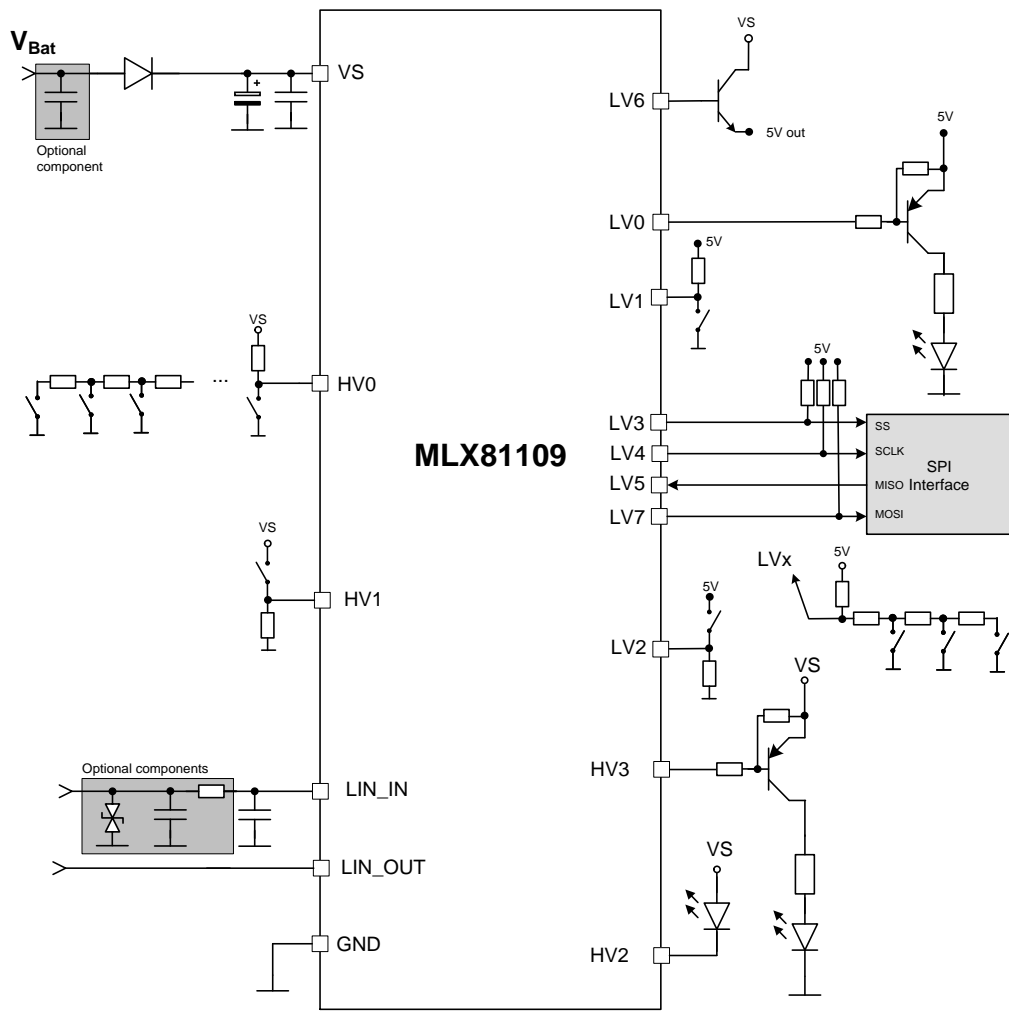 VBat
VS
Optional
component
VS
HV0
...
VS
HV1
Optional components
LIN_IN
LIN_OUT
GND
MLX81109
VS
LV6
5V out
5V
LV0
5V
LV1
5V
LV3
SS
LV4
SCLK
SPI
Interface
LV5
MISO
LV7
MOSI
LVx
5V
5V
LV2
VS
HV3
VS
HV2